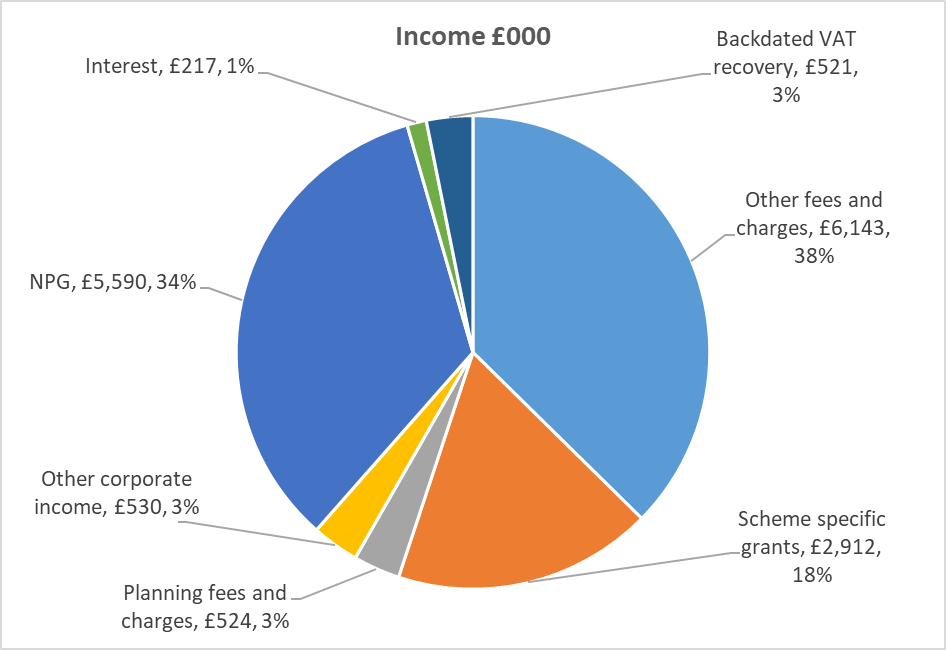 Income £000
Backdated VAT
recovery, £521,
3%
Interest, £217, 1%
Other fees and
charges, £6,143,
38%
NPG, £5,590, 34%
Other corporate
income, £530, 3%
Scheme specific
grants, £2,912,
18%
Planning fees and
charges, £524, 3%